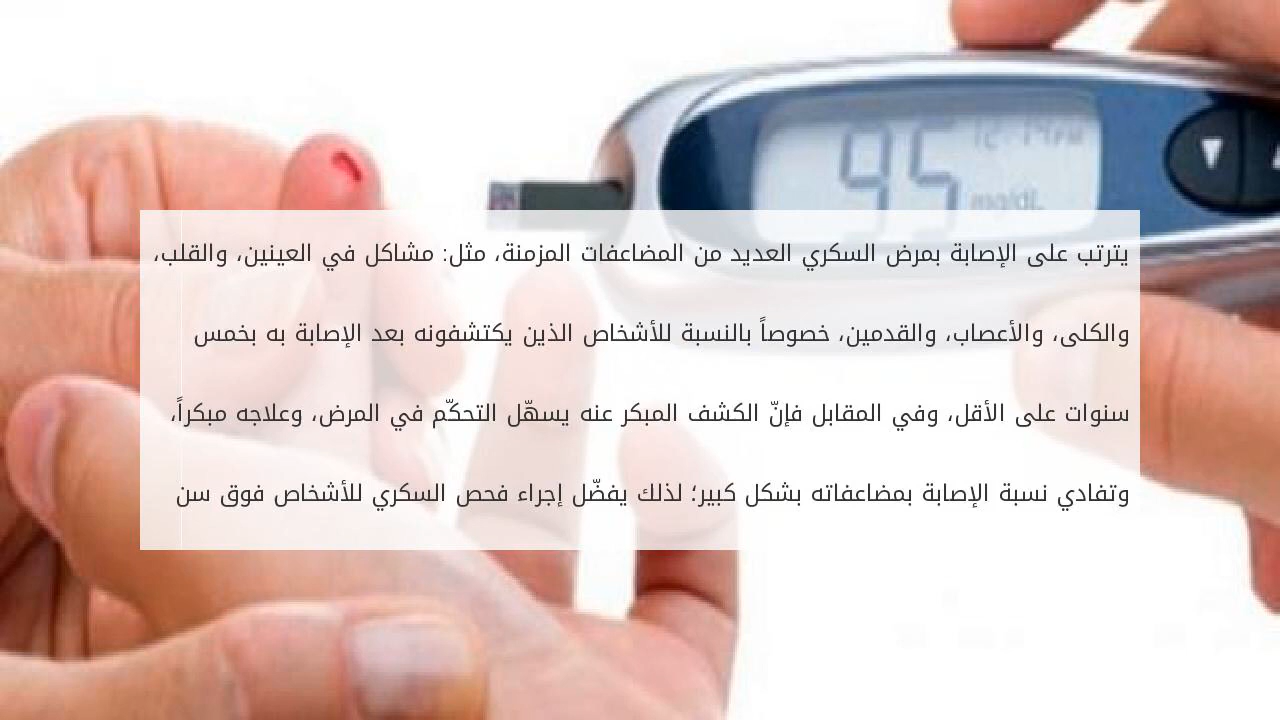 95
mg/dL
يترتب على الإصابة بمرض السكري العديد من المضاعفات المزمنة، مثل: مشاكل في العينين، والقلب،
والكلى، والأعصاب، والقدمين، خصوصاً بالنسبة للأشخاص الذين يكتشفونه بعد الإصابة به بخمس
سنوات على الأقل، وفي المقابل فإنّ الكشف المبكر عنه يسهّل التحكّم في المرض، وعلاجه مبكراً،
وتفادي نسبة الإصابة بمضاعفاته بشكل كبير؛ لذلك يفضّل إجراء فحص السكري للأشخاص فوق سن